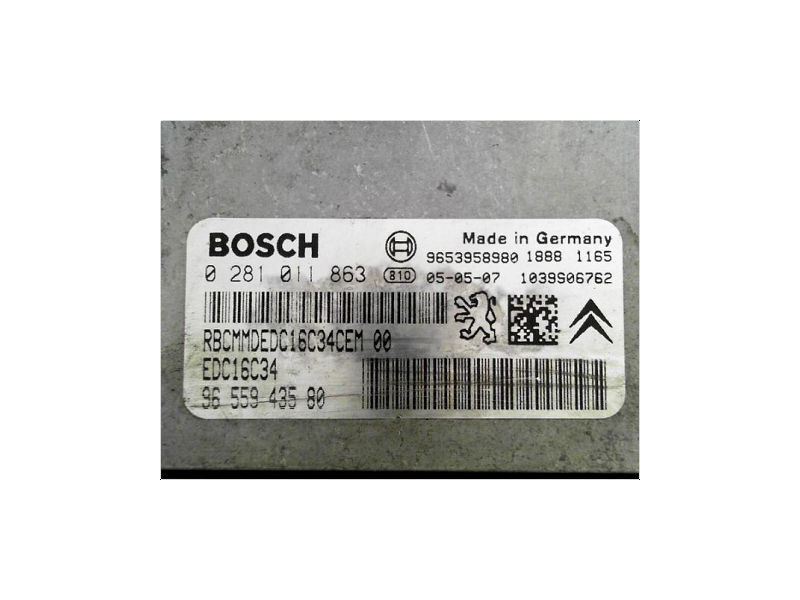 BOSCH
Made in Germany
9653958980 1888 1165
0 281 011 863 810 05-05-07 1039S06762
RBCMMDEDC16C34CEM 00
EDC16C34
96 559 435 80